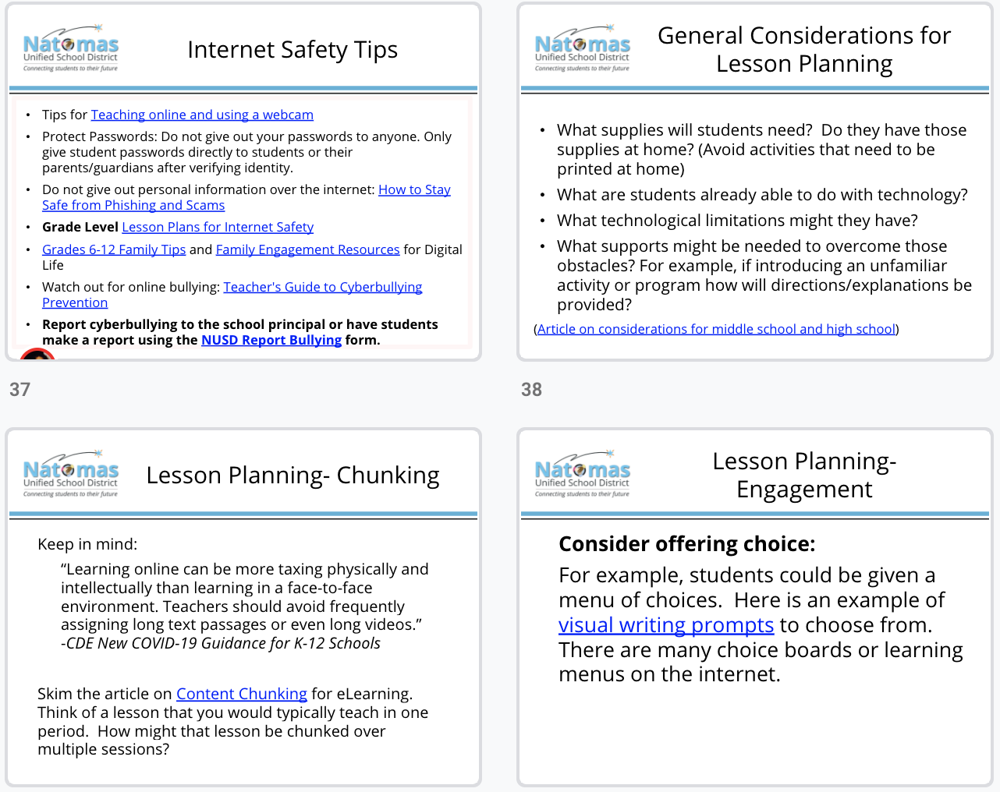 Natomas
Unified School District
Connecting students to their future
Internet Safety Tips
• Tips for Teaching online and using a webcam
• Protect Passwords: Do not give out your passwords to anyone. Only
give student passwords directly to students or their
parents/guardians after verifying identity.
• Do not give out personal information over the internet: How to Stay
Safe from Phishing and Scams
• Grade Level Lesson Plans for Internet Safety
• Grades 6-12 Family Tips and Family Engagement Resources for Digital
Life
• Watch out for online bullying: Teacher's Guide to Cyberbullying
Prevention
• Report cyberbullying to the school principal or have students
make a report using the NUSD Report Bullying form.
37
Natomas
Unified School District
Connecting students to their future
General Considerations for
Lesson Planning
• What supplies will students need?  Do they have those
supplies at home? (Avoid activities that need to be
printed at home)
• What are students already able to do with technology?
• What technological limitations might they have?
• What supports might be needed to overcome those
obstacles? For example, if introducing an unfamiliar
activity or program how will directions/explanations be
provided?
(Article on considerations for middle school and high school)
38
Natomas
Unified School District
Connecting students to their future
Lesson Planning- Chunking
Keep in mind:
“Learning online can be more taxing physically and
intellectually than learning in a face-to-face
environment. Teachers should avoid frequently
assigning long text passages or even long videos.”
-CDE New COVID-19 Guidance for K-12 Schools
Skim the article on Content Chunking for eLearning.
Think of a lesson that you would typically teach in one
period.  How might that lesson be chunked over
multiple sessions?
Natomas
Unified School District
Connecting students to their future
Lesson Planning-
Engagement
Consider offering choice:
For example, students could be given a
menu of choices.  Here is an example of
visual writing prompts to choose from.
There are many choice boards or learning
menus on the internet.